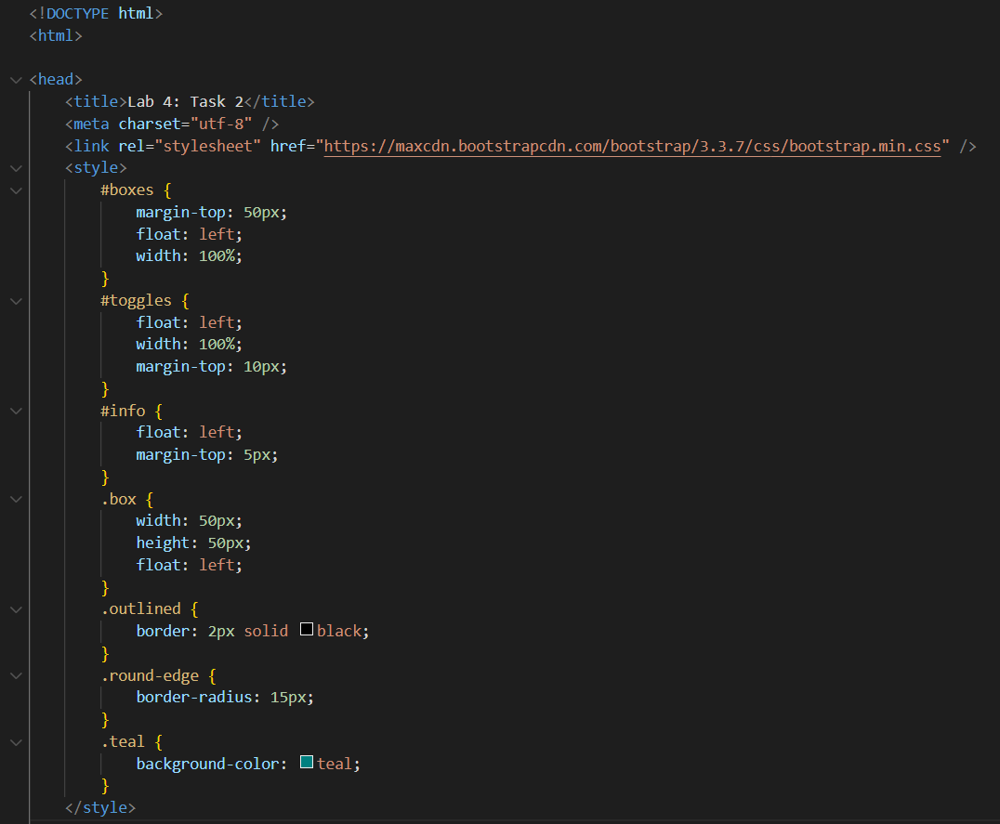 <!DOCTYPE html>
<html>
<head>
<title>Lab 4: Task 2</title>
<meta charset="utf-8" />
<link rel="stylesheet" href="https://maxcdn.bootstrapcdn.com/bootstrap/3.3.7/css/bootstrap.min.css" />
<style>
#boxes {
margin-top: 50px;
float: left;
width: 100%;
}
#toggles {
float: left;
width: 100%;
margin-top: 10px;
}
#info {
float: left;
margin-top: 5px;
}
.box {
width: 50px;
height: 50px;
float: left;
}
.outlined {
border: 2px solid black;
}
.round-edge {
border-radius: 15px;
}
.teal {
background-color: teal;
}
</style>